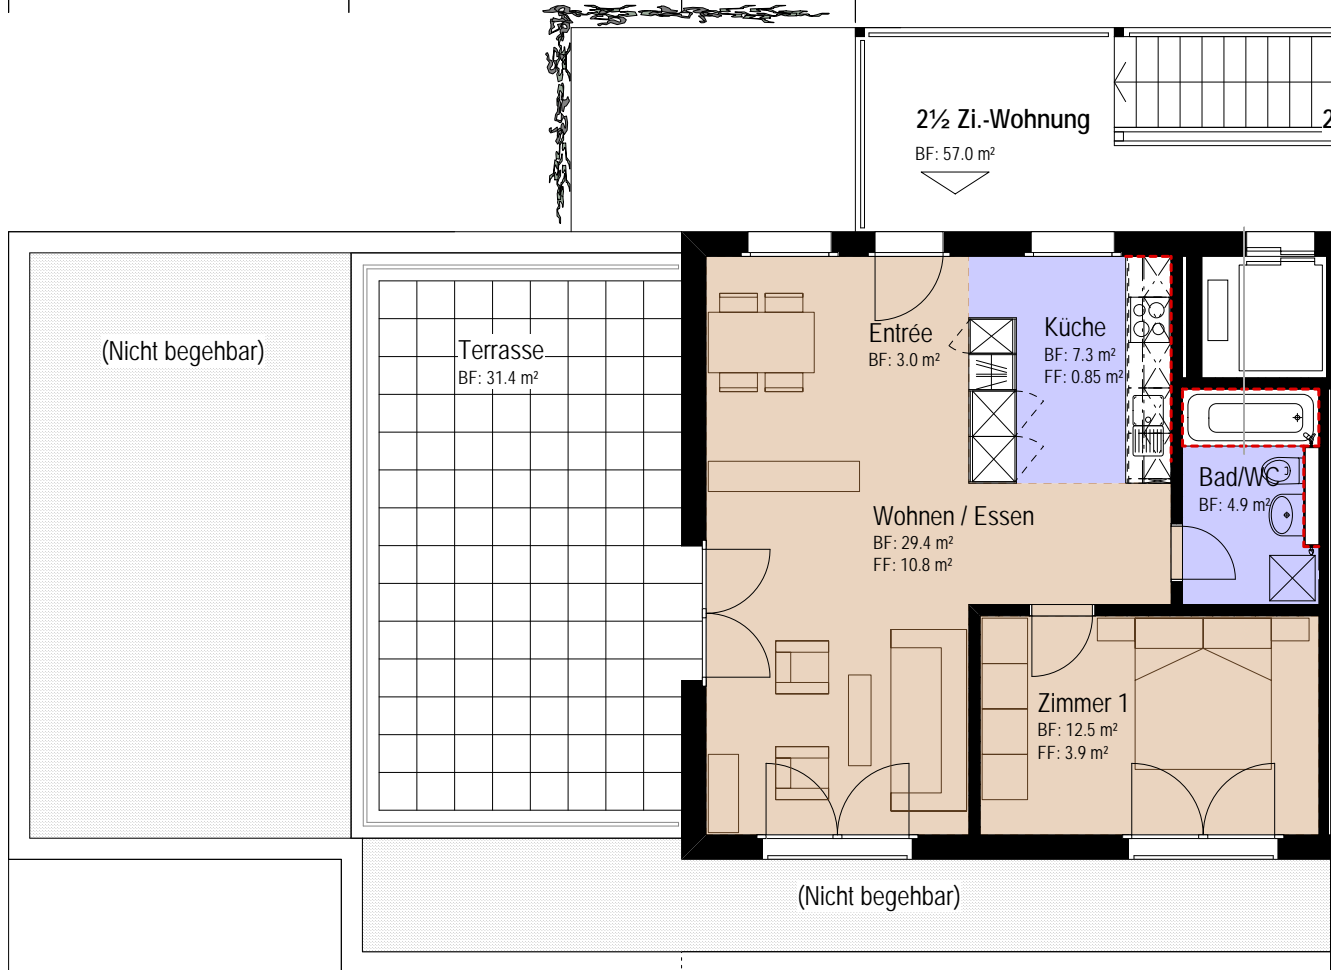 2½ Zi.-Wohnung
BF: 57.0 m²
2
(Nicht begehbar)
Terrasse
BF: 31.4 m²
Entrée
BF: 3.0 m²
Küche
BF: 7.3 m²
FF: 0.85 m²
Bad/WC
BF: 4.9 m²
Wohnen / Essen
BF: 29.4 m²
FF: 10.8 m²
Zimmer 1
BF: 12.5 m²
FF: 3.9 m²
(Nicht begehbar)